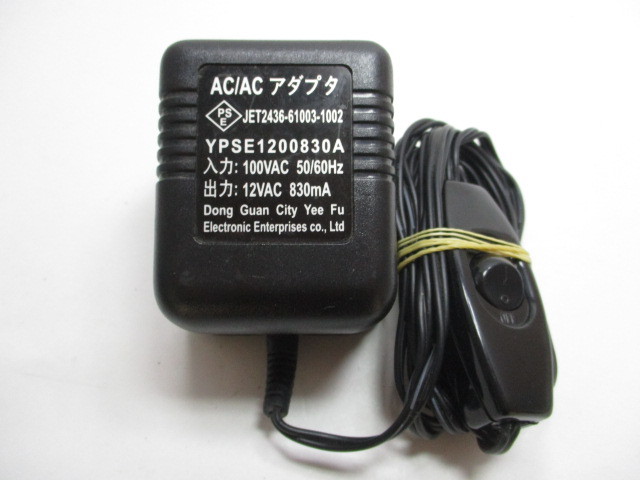 AC/AC アダプタ
PS
E
JET2436-61003-1002
YPSE1200830A
入力: 100VAC 50/60Hz
出力: 12VAC 830mA
Dong Guan City Yee Fu
Electronic Enterprises co., Ltd